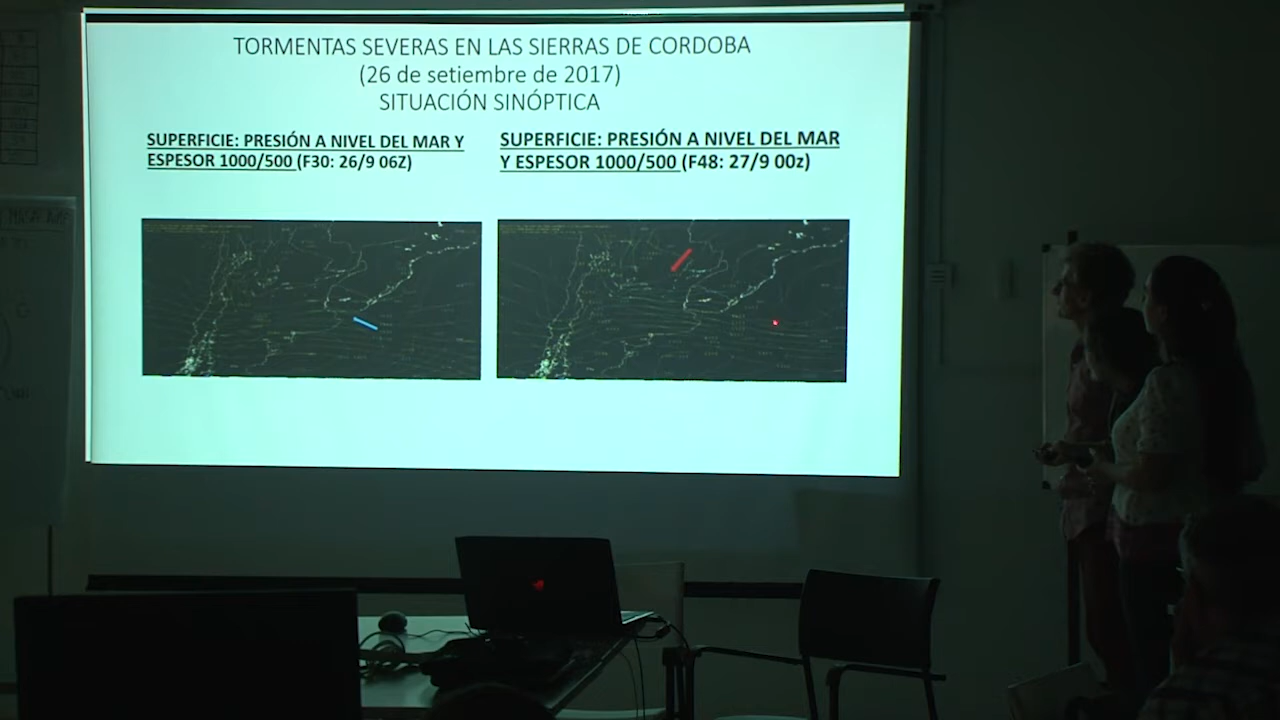 TORMENTAS SEVERAS EN LAS SIERRAS DE CORDOBA
(26 de setiembre de 2017)
SITUACIÓN SINÓPTICA
SUPERFICIE: PRESIÓN A NIVEL DEL MAR Y
ESPESOR 1000/500 (F30: 26/9 06Z)
SUPERFICIE: PRESIÓN A NIVEL DEL MAR
Y ESPESOR 1000/500 (F48: 27/9 00z)